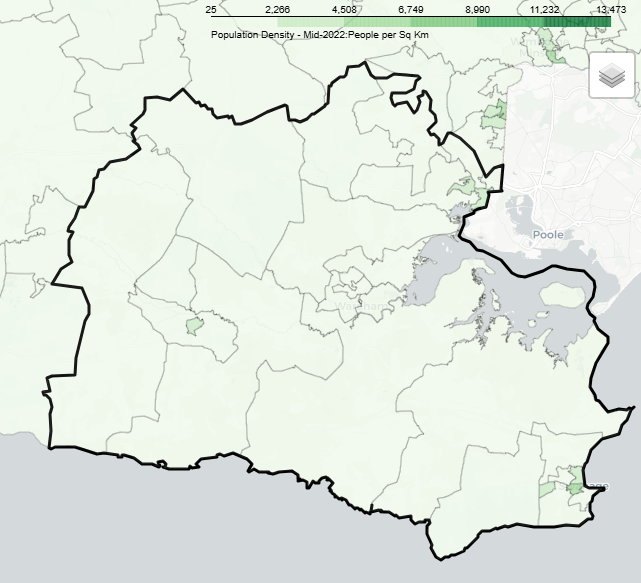 25 2,266 4,508 6,749 8,990 11,232 13,473
Population Density - Mid-2022:People per Sq Km
Poole
Wareham